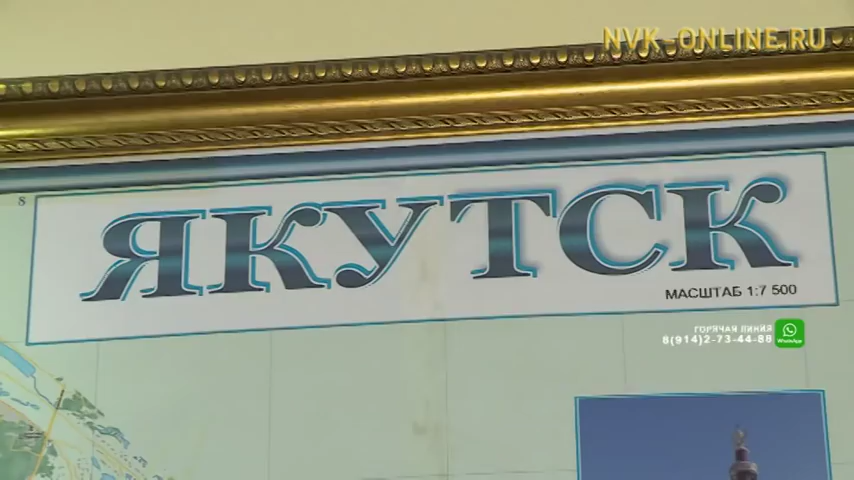 NVK-ONLINE.RU
8
ЯКУТСК
МАСШТАБ 1:7 500
ГОРЯЧАЯ ЛИНИЯ
8(914)2-73-44-88
WhatsApp